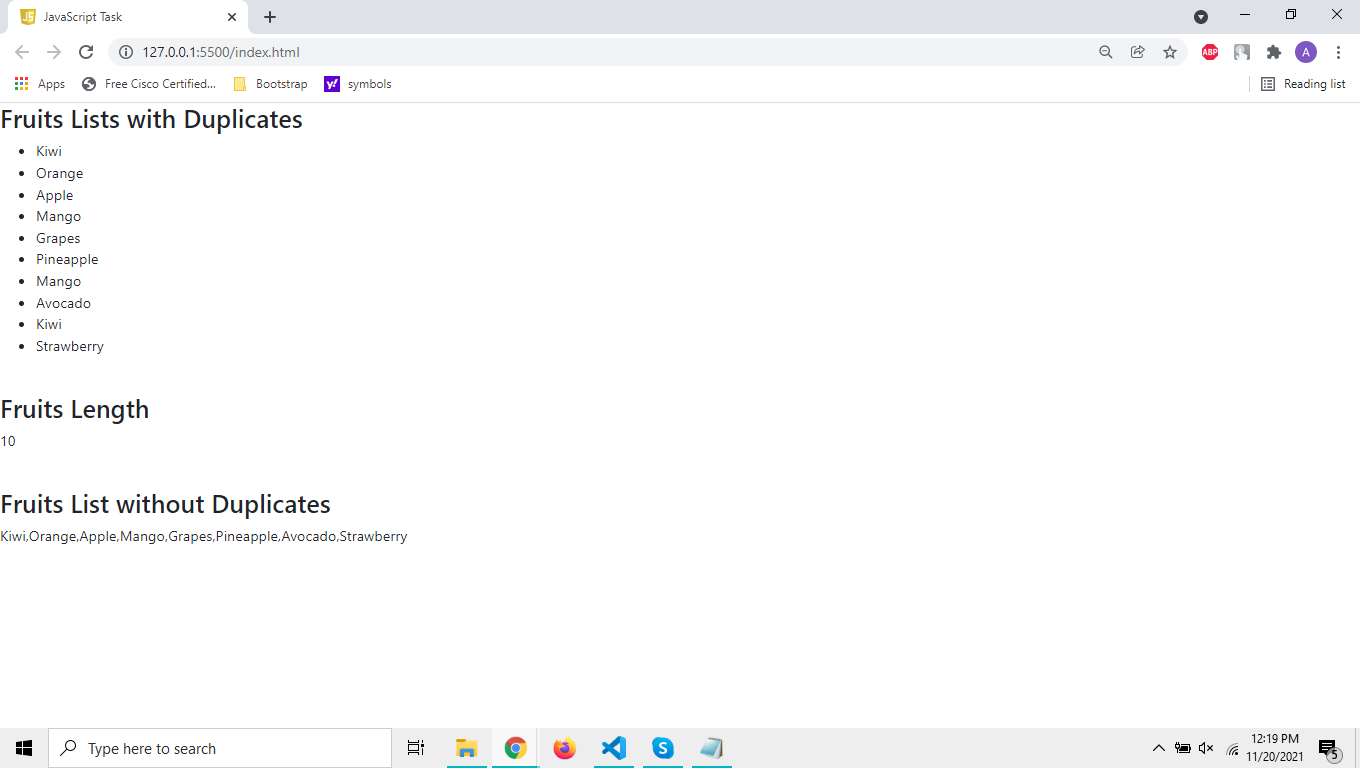 JavaScript Task
127.0.0.1:5500/index.html
ABP
A
Apps
Free Cisco Certified...
Bootstrap
y!
symbols
Reading list
Fruits Lists with Duplicates
Kiwi
Orange
Apple
Mango
Grapes
Pineapple
Mango
Avocado
Kiwi
Strawberry
Fruits Length
10
Fruits List without Duplicates
Kiwi,Orange,Apple,Mango,Grapes,Pineapple,Avocado,Strawberry
Type here to search
S
12:19 PM
11/20/2021
5